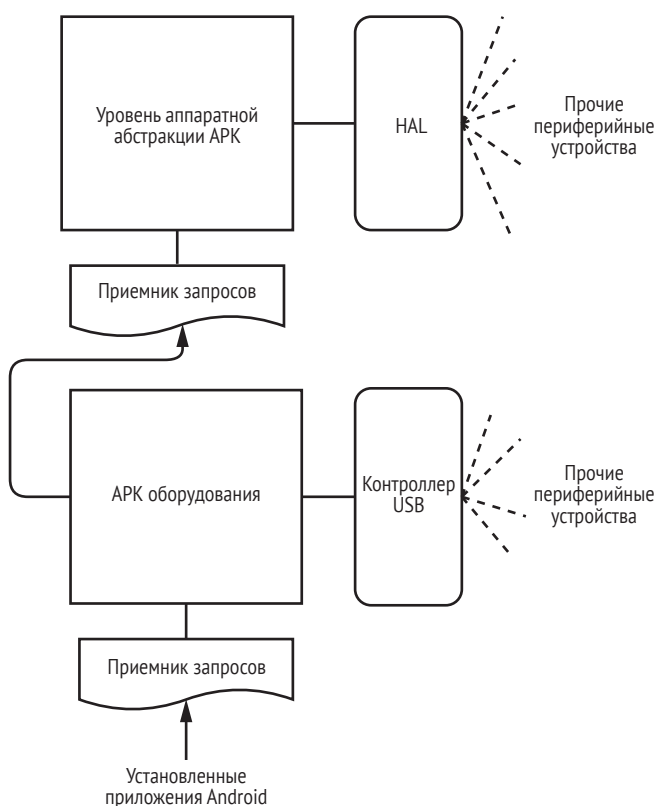 Уровень аппаратной
абстракции АРК
HAL
Прочие
периферийные
устройства
Приемник запросов
АРК оборудования
Контроллер
USB
Прочие
периферийные
устройства
Приемник запросов
Установленные
приложения Android